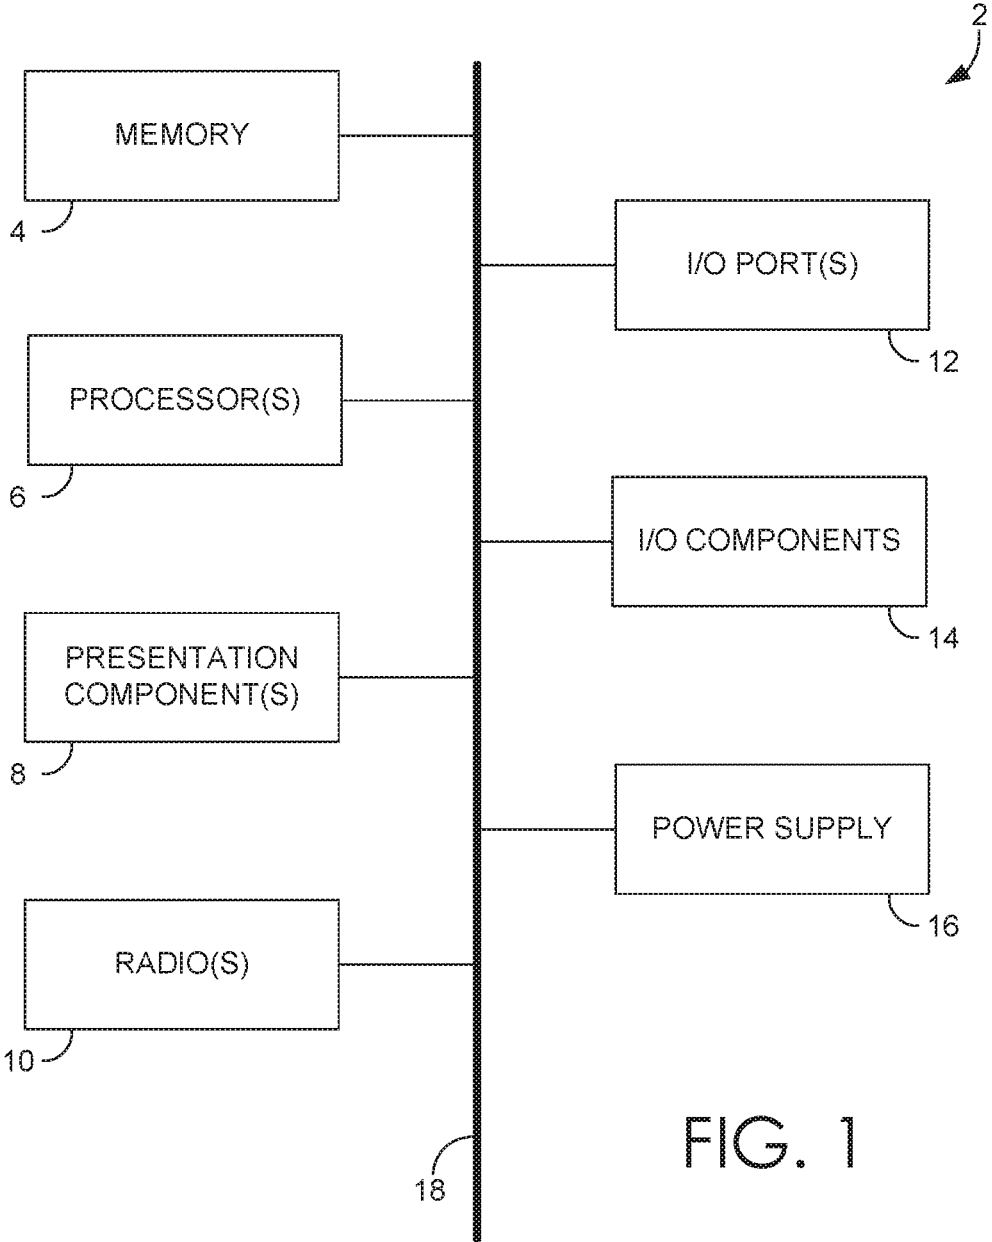 2
MEMORY
4
I/O PORT(S)
12
PROCESSOR(S)
6
I/O COMPONENTS
14
PRESENTATION
COMPONENT(S)
8
POWER SUPPLY
16
RADIO(S)
10
18
FIG. 1